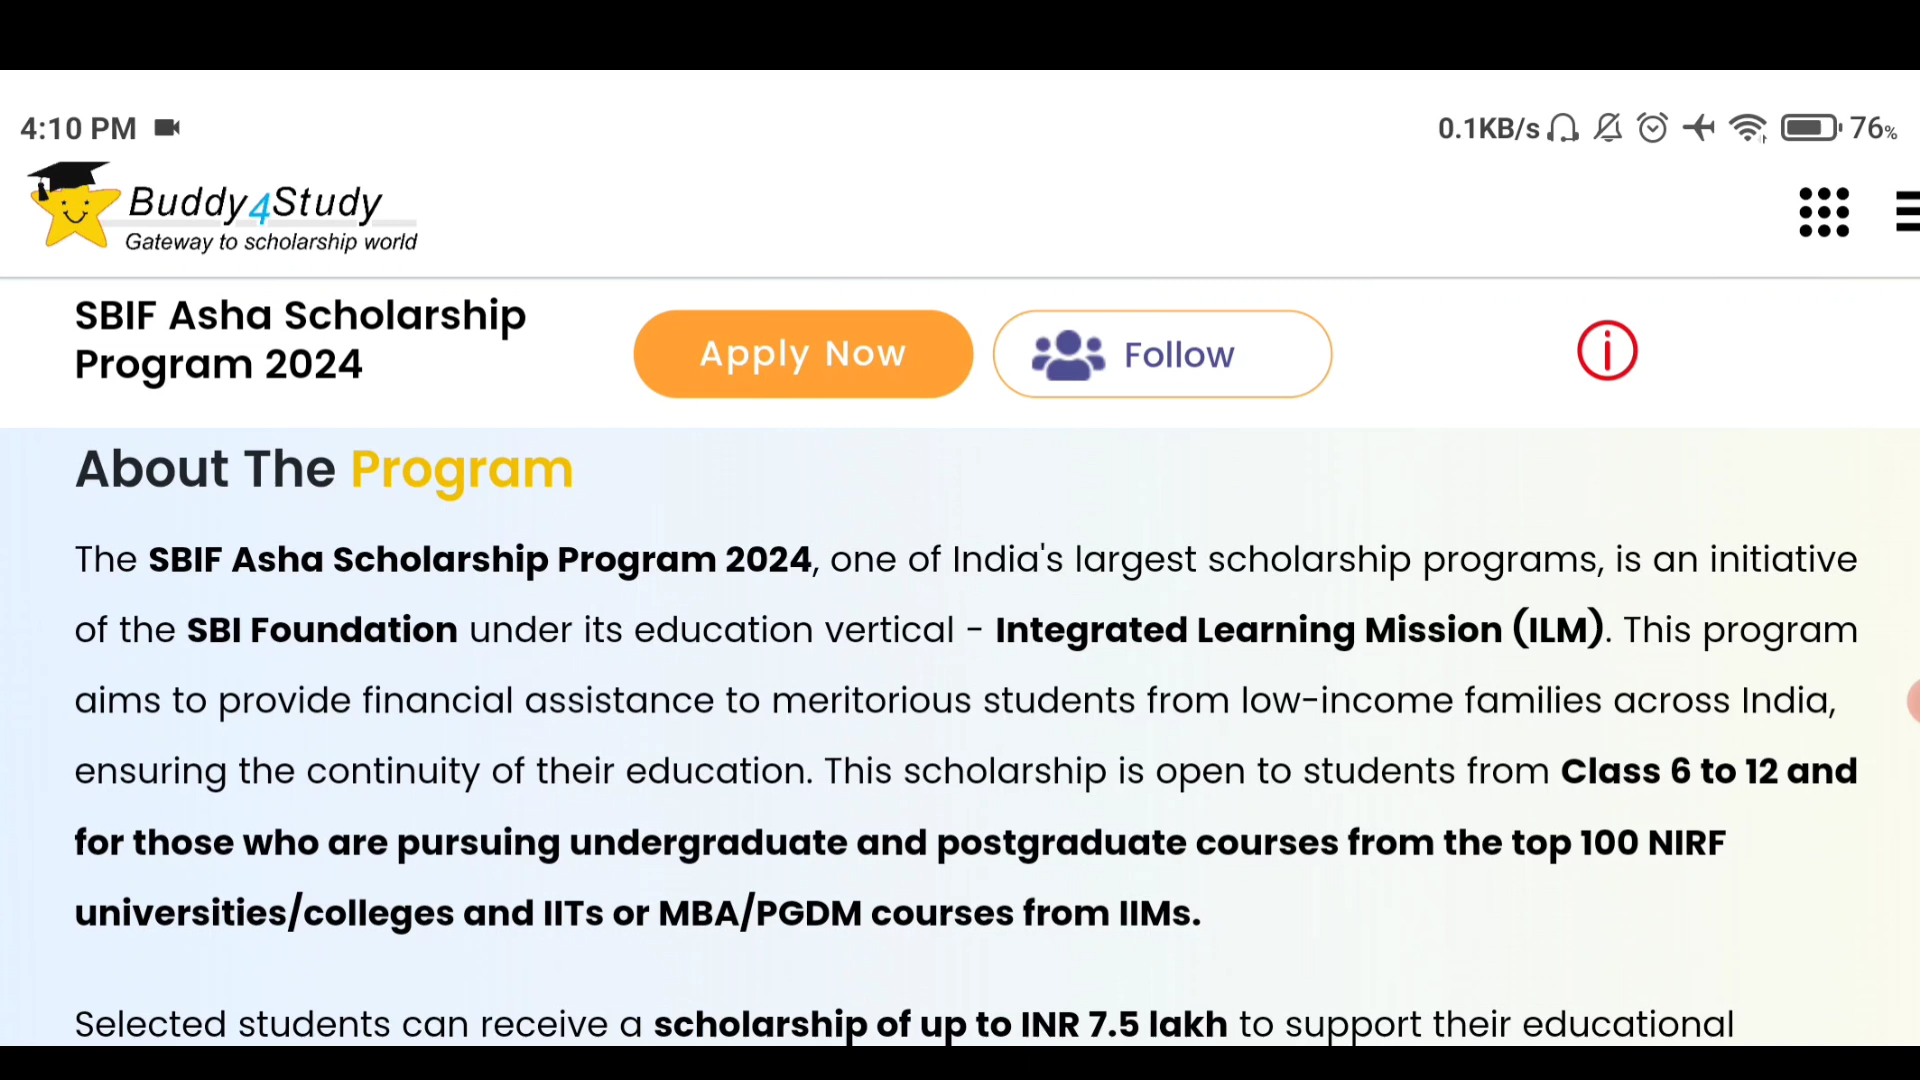 4:10 PM
0.1KB/s 76%
Buddy4Study
Gateway to scholarship world
SBIF Asha Scholarship
Program 2024
Apply Now
Follow
About The Program
The SBIF Asha Scholarship Program 2024, one of India's largest scholarship programs, is an initiative
of the SBI Foundation under its education vertical - Integrated Learning Mission (ILM). This program
aims to provide financial assistance to meritorious students from low-income families across India,
ensuring the continuity of their education. This scholarship is open to students from Class 6 to 12 and
for those who are pursuing undergraduate and postgraduate courses from the top 100 NIRF
universities/colleges and IITs or MBA/PGDM courses from IIMs.
Selected students can receive a scholarship of up to INR 7.5 lakh to support their educational